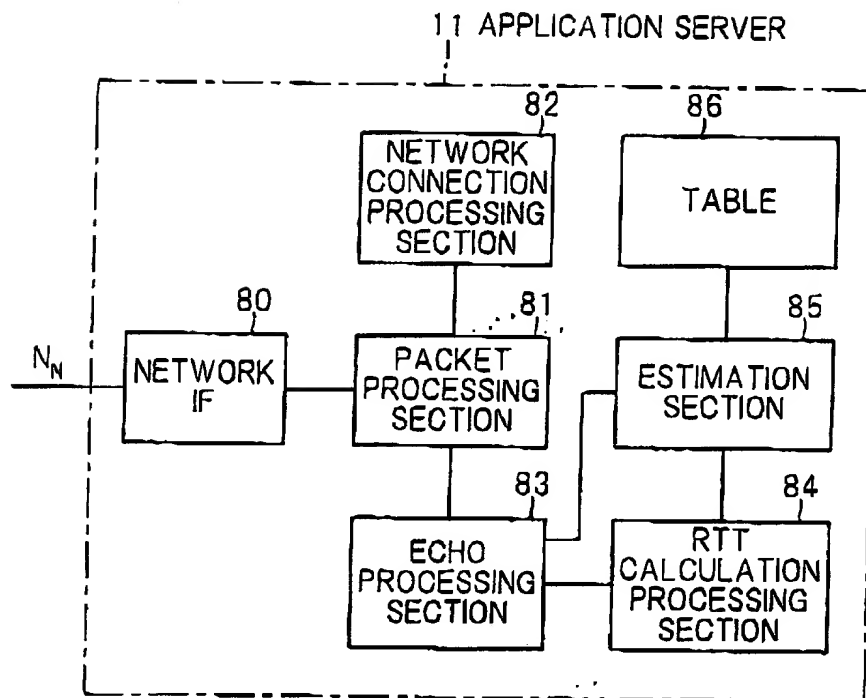 11 APPLICATION SERVER
82
NETWORK
CONNECTION
PROCESSING
SECTION
86
TABLE
80
NETWORK
IF
N_N
81
PACKET
PROCESSING
SECTION
85
ESTIMATION
SECTION
83
ECHO
PROCESSING
SECTION
84
RTT
CALCULATION
PROCESSING
SECTION